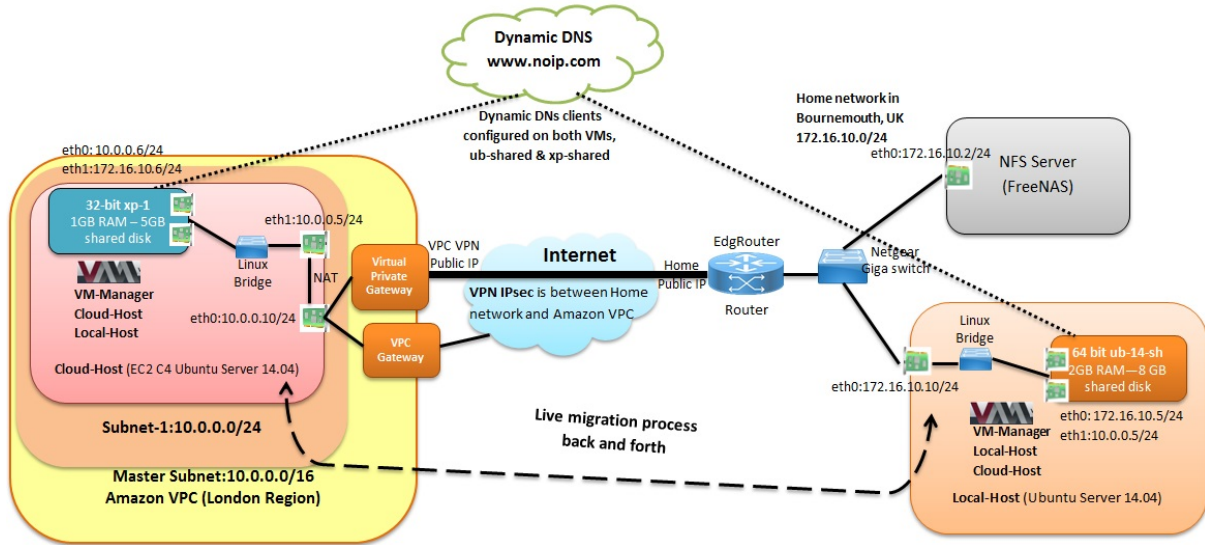 Dynamic DNS
www.noip.com
Dynamic DNs clients
configured on both VMs,
ub-shared & xp-shared
Home network in
Bournemouth, UK
172.16.10.0/24
eth0:172.16.10.2/24
NFS Server
(FreeNAS)
eth0: 10.0.0.6/24
eth1:172.16.10.6/24
32-bit xp-1
1GB RAM – 5GB
shared disk
eth1:10.0.0.5/24
Linux
Bridge
NAT
VMM
VM-Manager
Cloud-Host
Local-Host
eth0:10.0.0.10/24
Cloud-Host (EC2 C4 Ubuntu Server 14.04)
Subnet-1:10.0.0.0/24
Master Subnet:10.0.0.0/16
Amazon VPC (London Region)
Virtual
Private
Gateway
VPC
Gateway
VPC VPN
Public IP
Internet
VPN IPsec is between Home
network and Amazon VPC
Home
Public IP
EdgRouter
Router
Netgear
Giga switch
Live migration process
back and forth
Linux
Bridge
eth0:172.16.10.10/24
64 bit ub-14-sh
2GB RAM—8 GB
shared disk
eth0: 172.16.10.5/24
eth1:10.0.0.5/24
VMM
VM-Manager
Local-Host
Cloud-Host
Local-Host (Ubuntu Server 14.04)